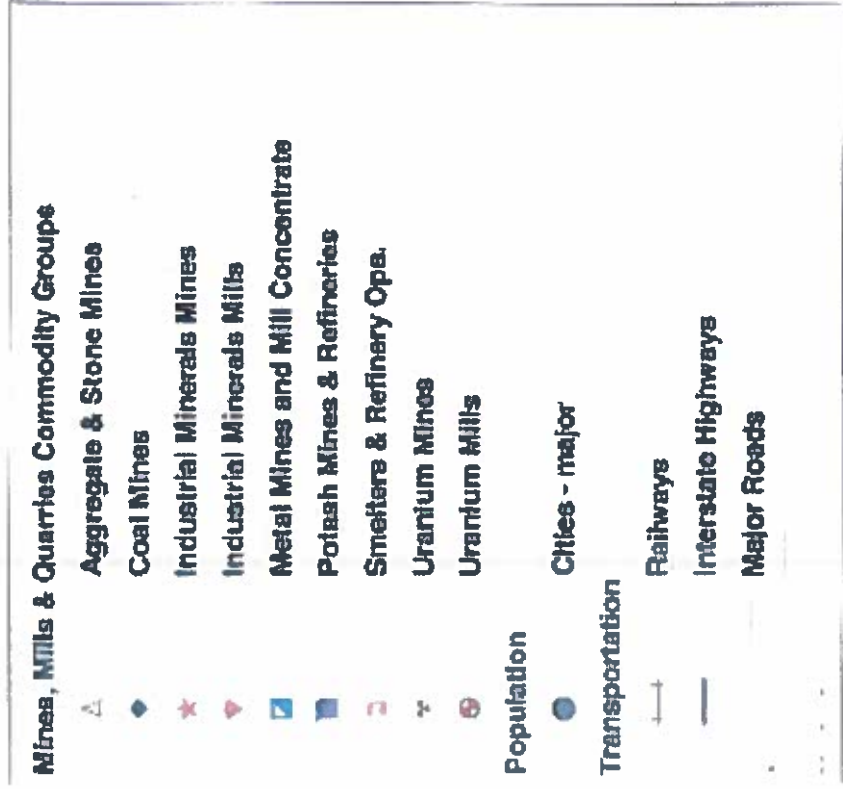 Mines, Mills & Quarries Commodity Groups
Aggregate & Stone Mines
Coal Mines
Industrial Minerals Mines
Industrial Minerals Mills
Metal Mines and Mill Concentrate
Potash Mines & Refineries
Smelters & Refinery Ops.
Uranium Mines
Uranium Mills
Population
Cities - major
Transportation
Railways
Interstate Highways
Major Roads